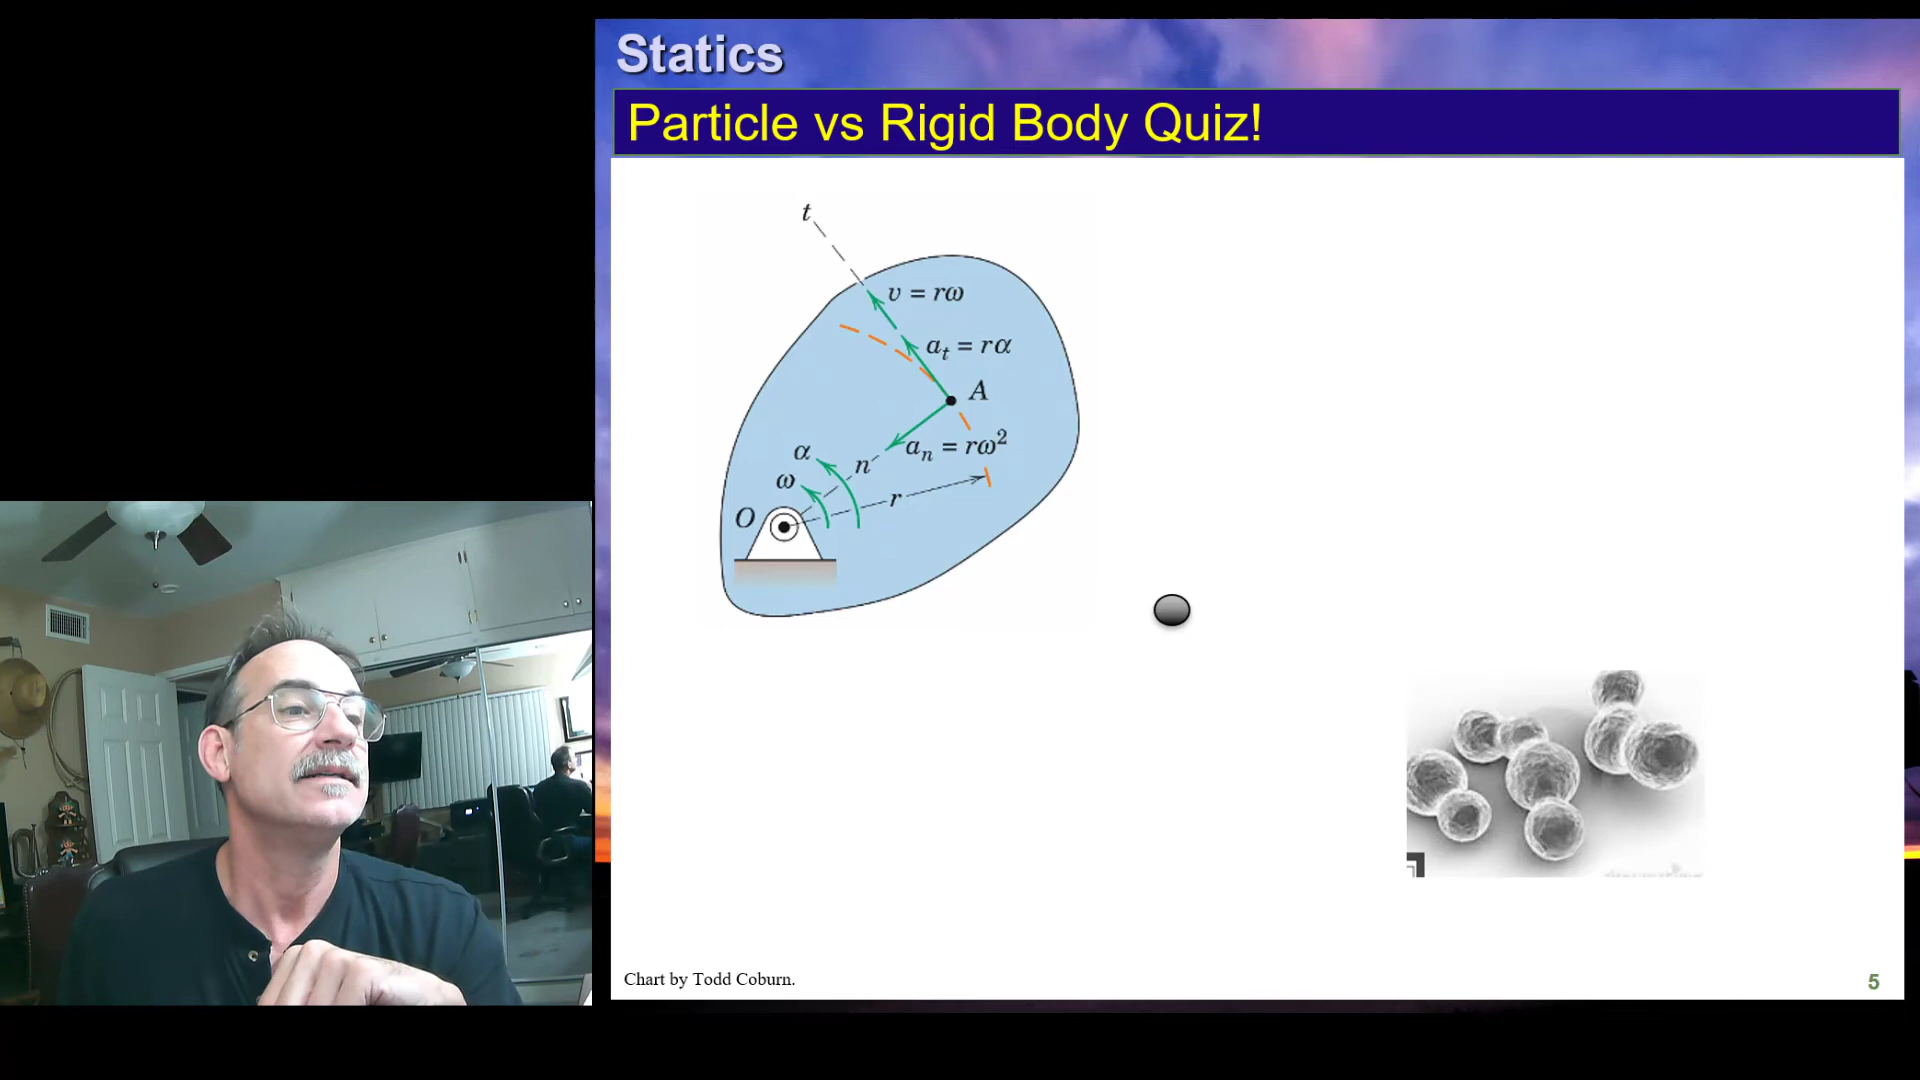 Statics
Particle vs Rigid Body Quiz!
t
v = rω
a_t = rα
A
a_n = rω²
α
n
ω
r
O
Chart by Todd Coburn.
5